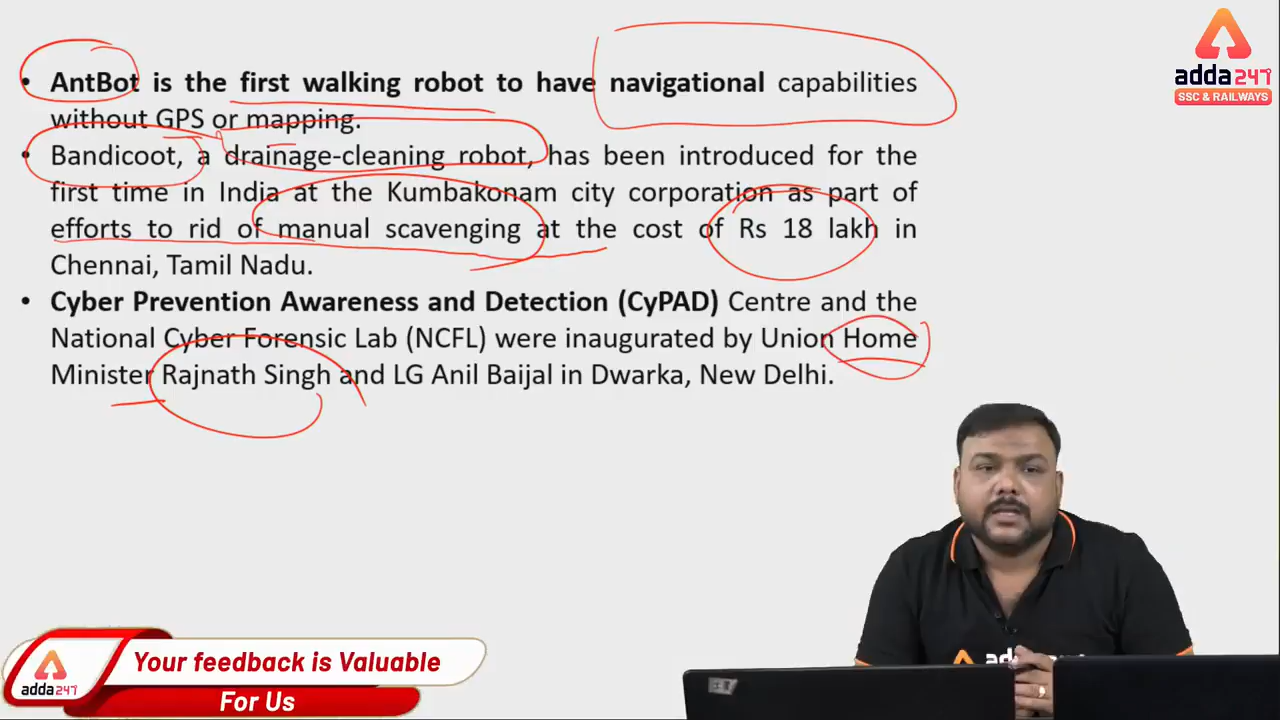 • AntBot is the first walking robot to have navigational capabilities
without GPS or mapping.
• Bandicoot, a drainage-cleaning robot, has been introduced for the
first time in India at the Kumbakonam city corporation as part of
efforts to rid of manual scavenging at the cost of Rs 18 lakh in
Chennai, Tamil Nadu.
• Cyber Prevention Awareness and Detection (CyPAD) Centre and the
National Cyber Forensic Lab (NCFL) were inaugurated by Union Home
Minister Rajnath Singh and LG Anil Baijal in Dwarka, New Delhi.
adda247
SSC & RAILWAYS
adda247
Your feedback is Valuable
For Us